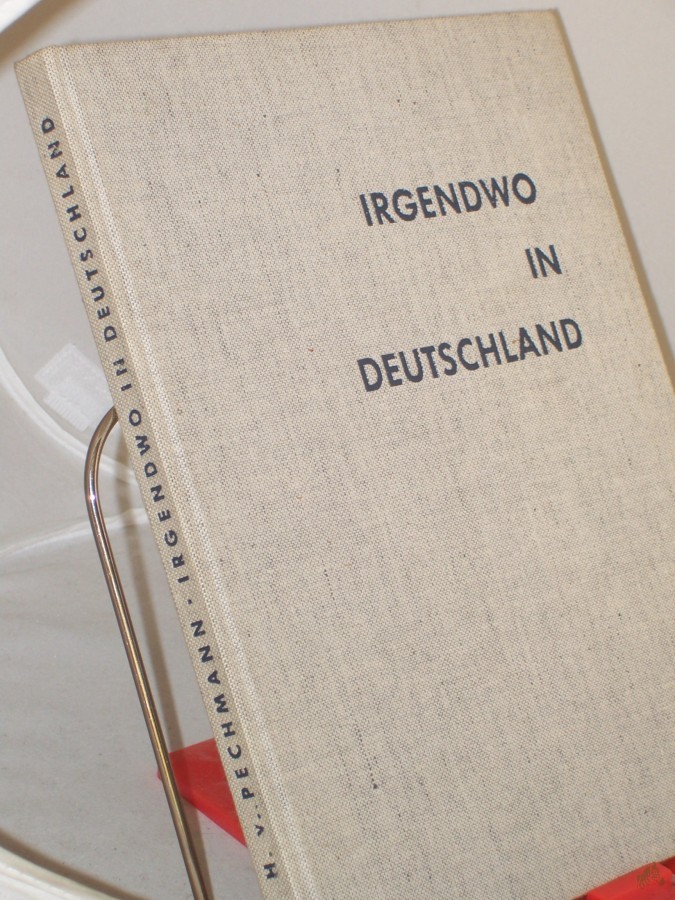 IRGENDWO
IN
DEUTSCHLAND
H. V. PECHMANN - IRGENDWO IN DEUTSCHLAND